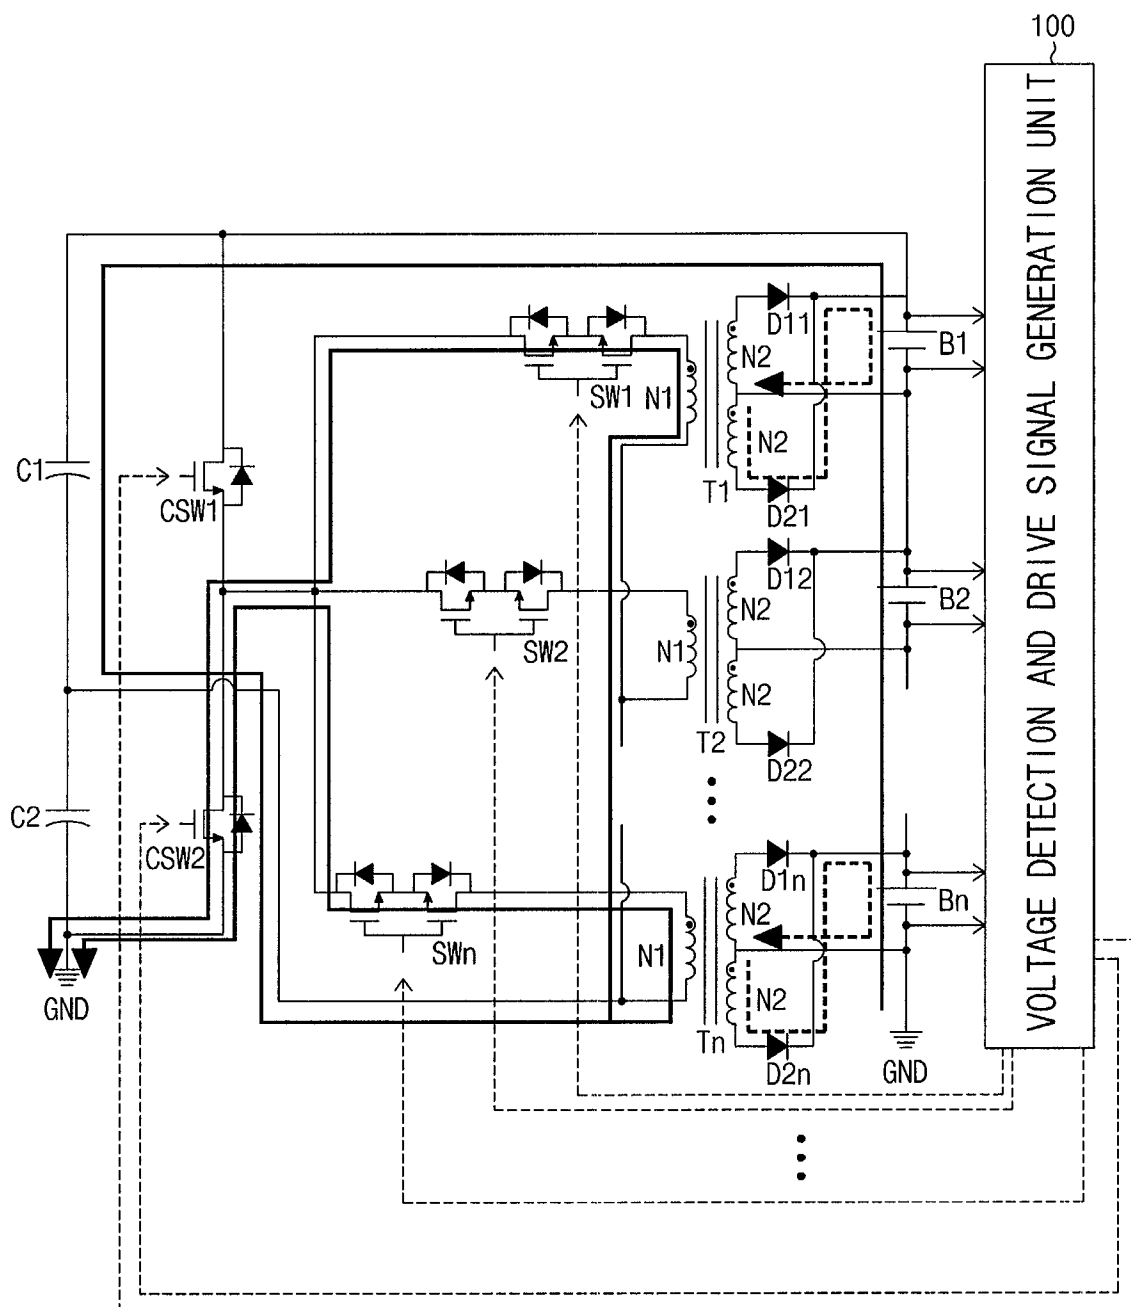 100
VOLTAGE DETECTION AND DRIVE SIGNAL GENERATION UNIT
D11
B1
N2
SW1
N1
N2
C1
T1
CSW1
D21
D12
N2
B2
SW2
N1
N2
T2
D22
C2
CSW2
D1n
N2
Bn
SWn
N1
N2
GND
Tn
D2n
GND